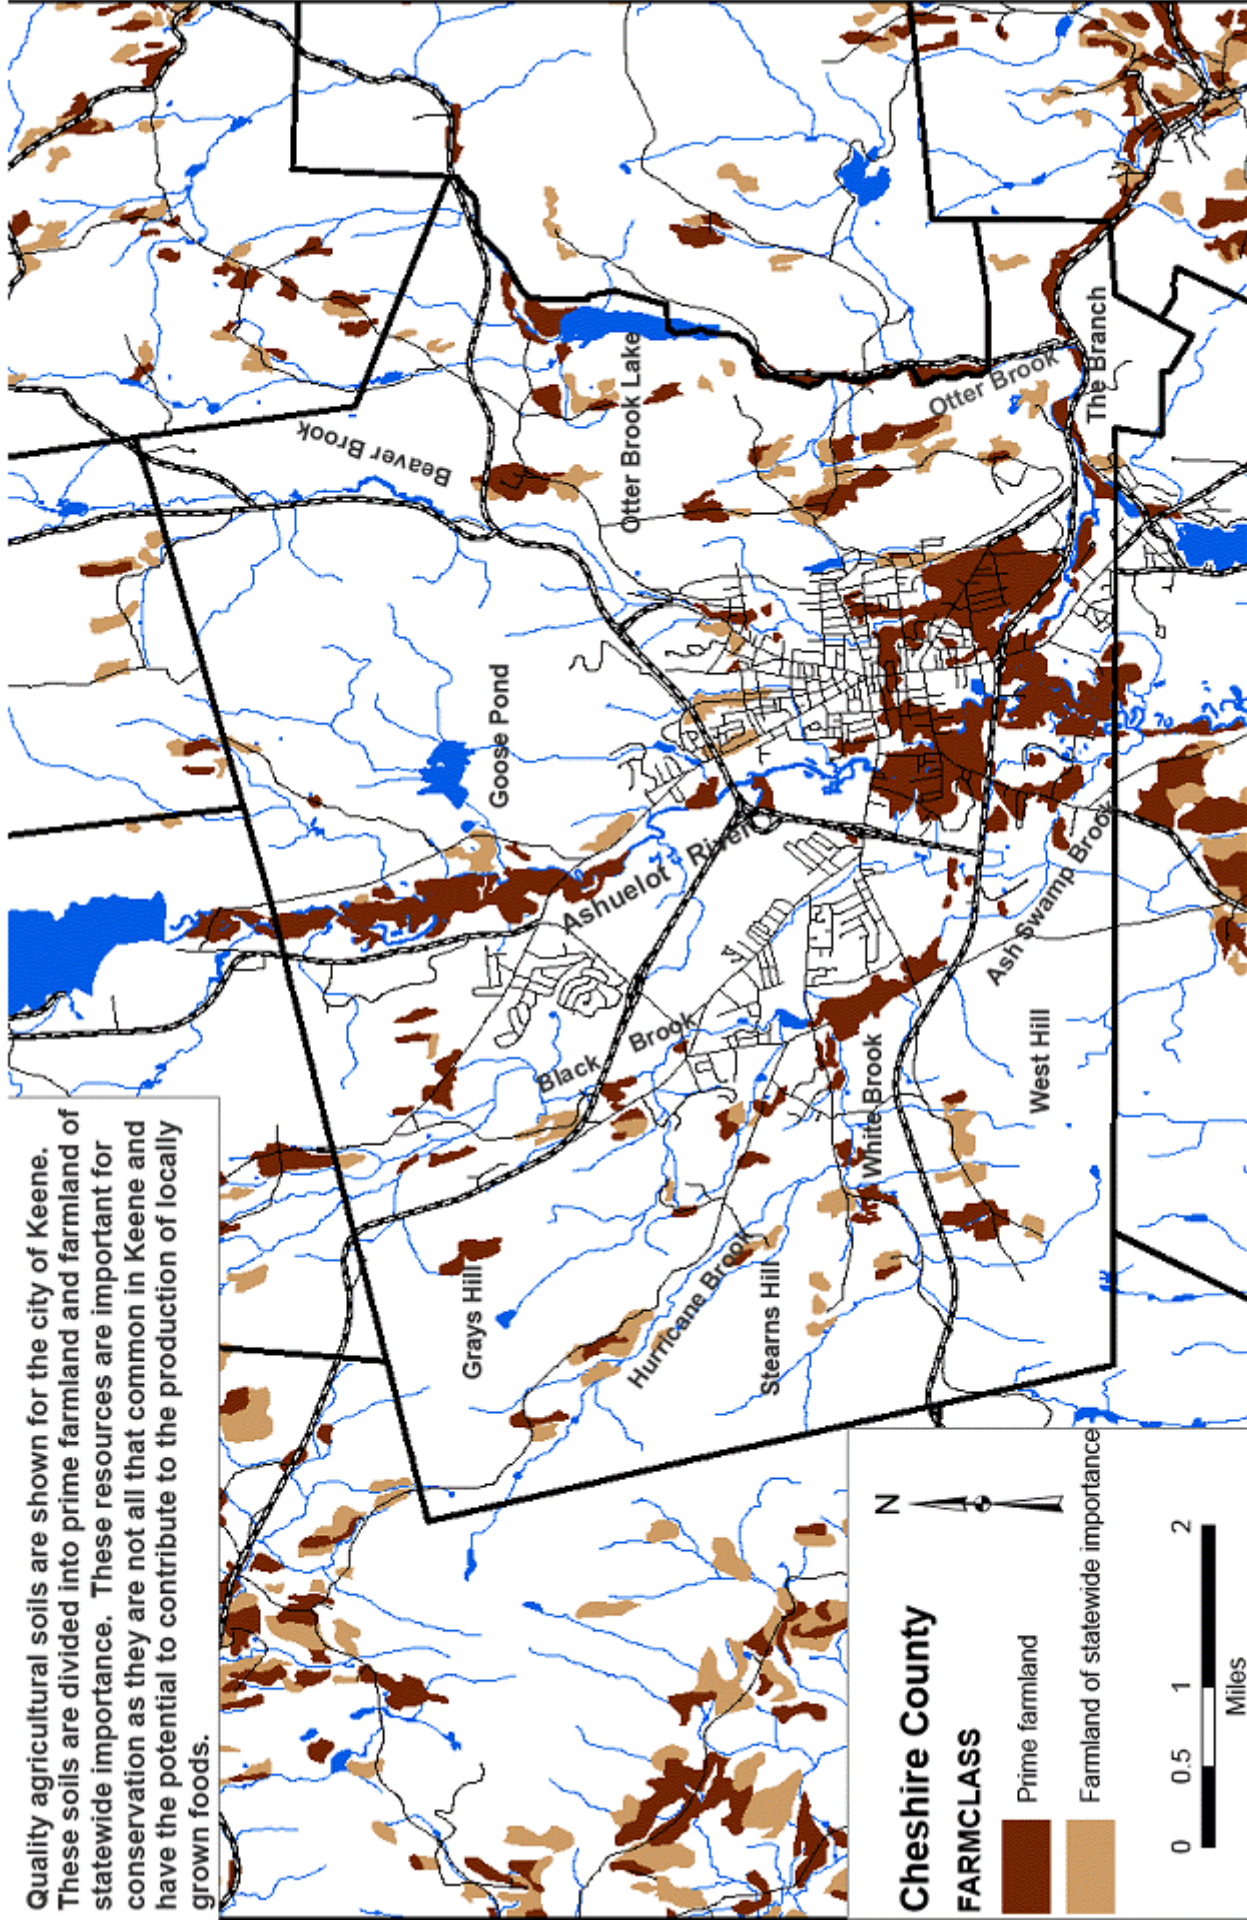 Quality agricultural soils are shown for the city of Keene.
These soils are divided into prime farmland and farmland of
statewide importance. These resources are important for
conservation as they are not all that common in Keene and
have the potential to contribute to the production of locally
grown foods.
Beaver Brook
Goose Pond
Otter Brook Lake
Otter Brook
The Branch
Ashuelot River
Black Brook
Ash Swamp Brook
Grays Hill
Hurricane Brook
Stearns Hill
White Brook
West Hill
Cheshire County
FARMCLASS
Prime farmland
Farmland of statewide importance
N
0 0.5 1 2
Miles